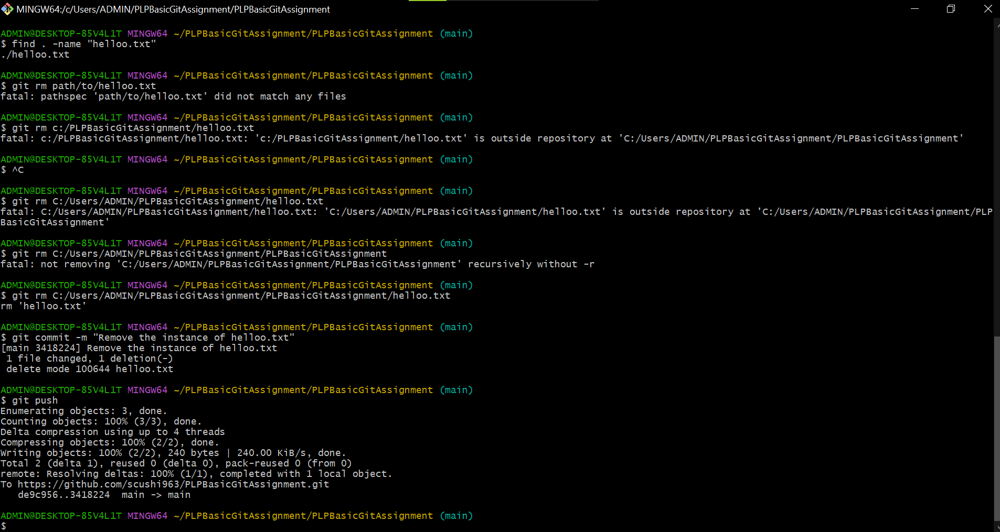 MINGW64:/c/Users/ADMIN/PLPBasicGitAssignment/PLPBasicGitAssignment
ADMIN@DESKTOP-85V4L1T MINGW64 ~/PLPBasicGitAssignment/PLPBasicGitAssignment (main)
$ find . -name "helloo.txt"
./helloo.txt
ADMIN@DESKTOP-85V4L1T MINGW64 ~/PLPBasicGitAssignment/PLPBasicGitAssignment (main)
$ git rm path/to/helloo.txt
fatal: pathspec 'path/to/helloo.txt' did not match any files
ADMIN@DESKTOP-85V4L1T MINGW64 ~/PLPBasicGitAssignment/PLPBasicGitAssignment (main)
$ git rm c:/PLPBasicGitAssignment/helloo.txt
fatal: c:/PLPBasicGitAssignment/helloo.txt: 'c:/PLPBasicGitAssignment/helloo.txt' is outside repository at 'C:/Users/ADMIN/PLPBasicGitAssignment/PLPBasicGitAssignment'
ADMIN@DESKTOP-85V4L1T MINGW64 ~/PLPBasicGitAssignment/PLPBasicGitAssignment (main)
$ ^C
ADMIN@DESKTOP-85V4L1T MINGW64 ~/PLPBasicGitAssignment/PLPBasicGitAssignment (main)
$ git rm C:/Users/ADMIN/PLPBasicGitAssignment/helloo.txt
fatal: C:/Users/ADMIN/PLPBasicGitAssignment/helloo.txt: 'C:/Users/ADMIN/PLPBasicGitAssignment/helloo.txt' is outside repository at 'C:/Users/ADMIN/PLPBasicGitAssignment/PLP
BasicGitAssignment'
ADMIN@DESKTOP-85V4L1T MINGW64 ~/PLPBasicGitAssignment/PLPBasicGitAssignment (main)
$ git rm C:/Users/ADMIN/PLPBasicGitAssignment/PLPBasicGitAssignment
fatal: not removing 'C:/Users/ADMIN/PLPBasicGitAssignment/PLPBasicGitAssignment' recursively without -r
ADMIN@DESKTOP-85V4L1T MINGW64 ~/PLPBasicGitAssignment/PLPBasicGitAssignment (main)
$ git rm C:/Users/ADMIN/PLPBasicGitAssignment/PLPBasicGitAssignment/helloo.txt
rm 'helloo.txt'
ADMIN@DESKTOP-85V4L1T MINGW64 ~/PLPBasicGitAssignment/PLPBasicGitAssignment (main)
$ git commit -m "Remove the instance of helloo.txt"
[main 3418224] Remove the instance of helloo.txt
 1 file changed, 1 deletion(-)
 delete mode 100644 helloo.txt
ADMIN@DESKTOP-85V4L1T MINGW64 ~/PLPBasicGitAssignment/PLPBasicGitAssignment (main)
$ git push
Enumerating objects: 3, done.
Counting objects: 100% (3/3), done.
Delta compression using up to 4 threads
Compressing objects: 100% (2/2), done.
Writing objects: 100% (2/2), 240 bytes | 240.00 KiB/s, done.
Total 2 (delta 1), reused 0 (delta 0), pack-reused 0 (from 0)
remote: Resolving deltas: 100% (1/1), completed with 1 local object.
To https://github.com/scushi963/PLPBasicGitAssignment.git
   de9c956..3418224  main -> main
ADMIN@DESKTOP-85V4L1T MINGW64 ~/PLPBasicGitAssignment/PLPBasicGitAssignment (main)
$